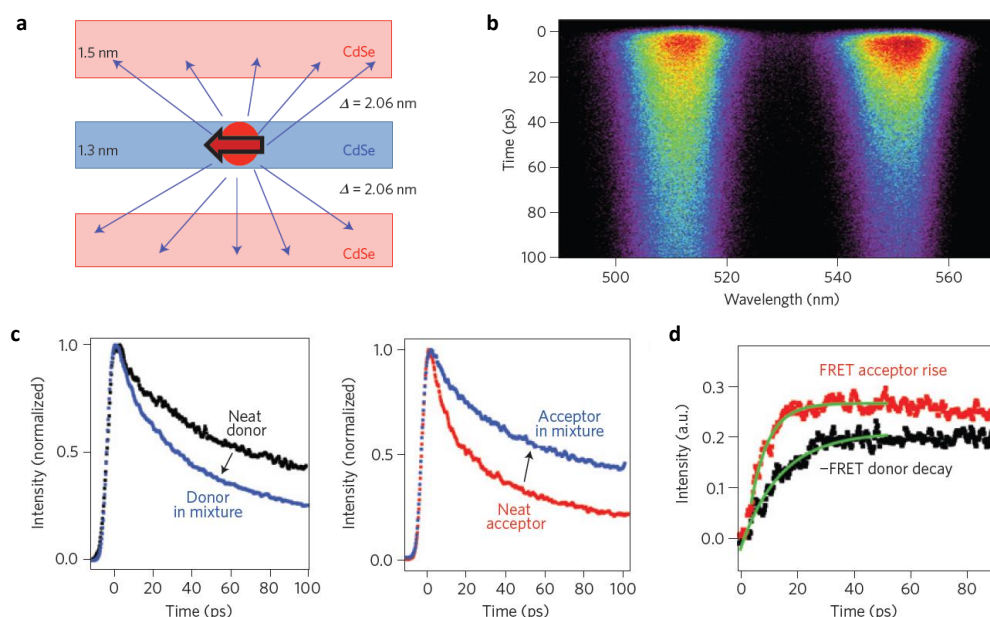 a
1.5 nm
CdSe
Δ = 2.06 nm
1.3 nm
CdSe
Δ = 2.06 nm
CdSe
b
0
20
40
60
80
100
Time (ps)
500
520
540
560
Wavelength (nm)
c
1.0
0.5
0.0
Intensity (normalized)
Neat
donor
Donor
in mixture
0
20
40
60
80
100
Time (ps)
1.0
0.5
0.0
Intensity (normalized)
Acceptor
in mixture
Neat
acceptor
0
20
40
60
80
100
Time (ps)
d
0.3
0.2
0.1
0.0
Intensity (a.u.)
FRET acceptor rise
–FRET donor decay
0
20
40
60
80
Time (ps)